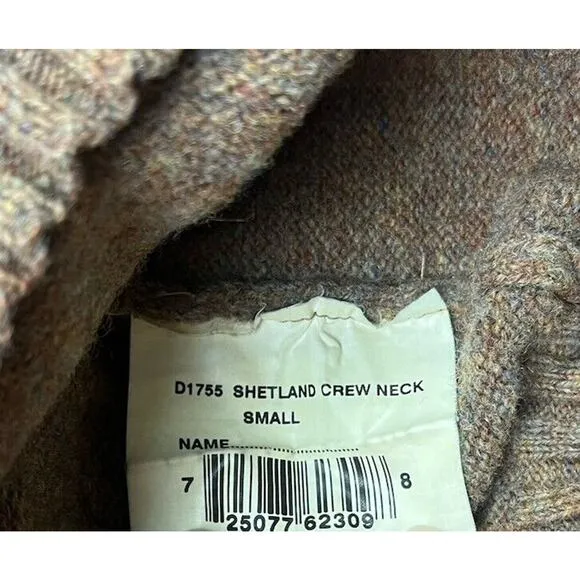 D1755 SHETLAND CREW NECK
SMALL
NAME..............................
7 25077 62309 8